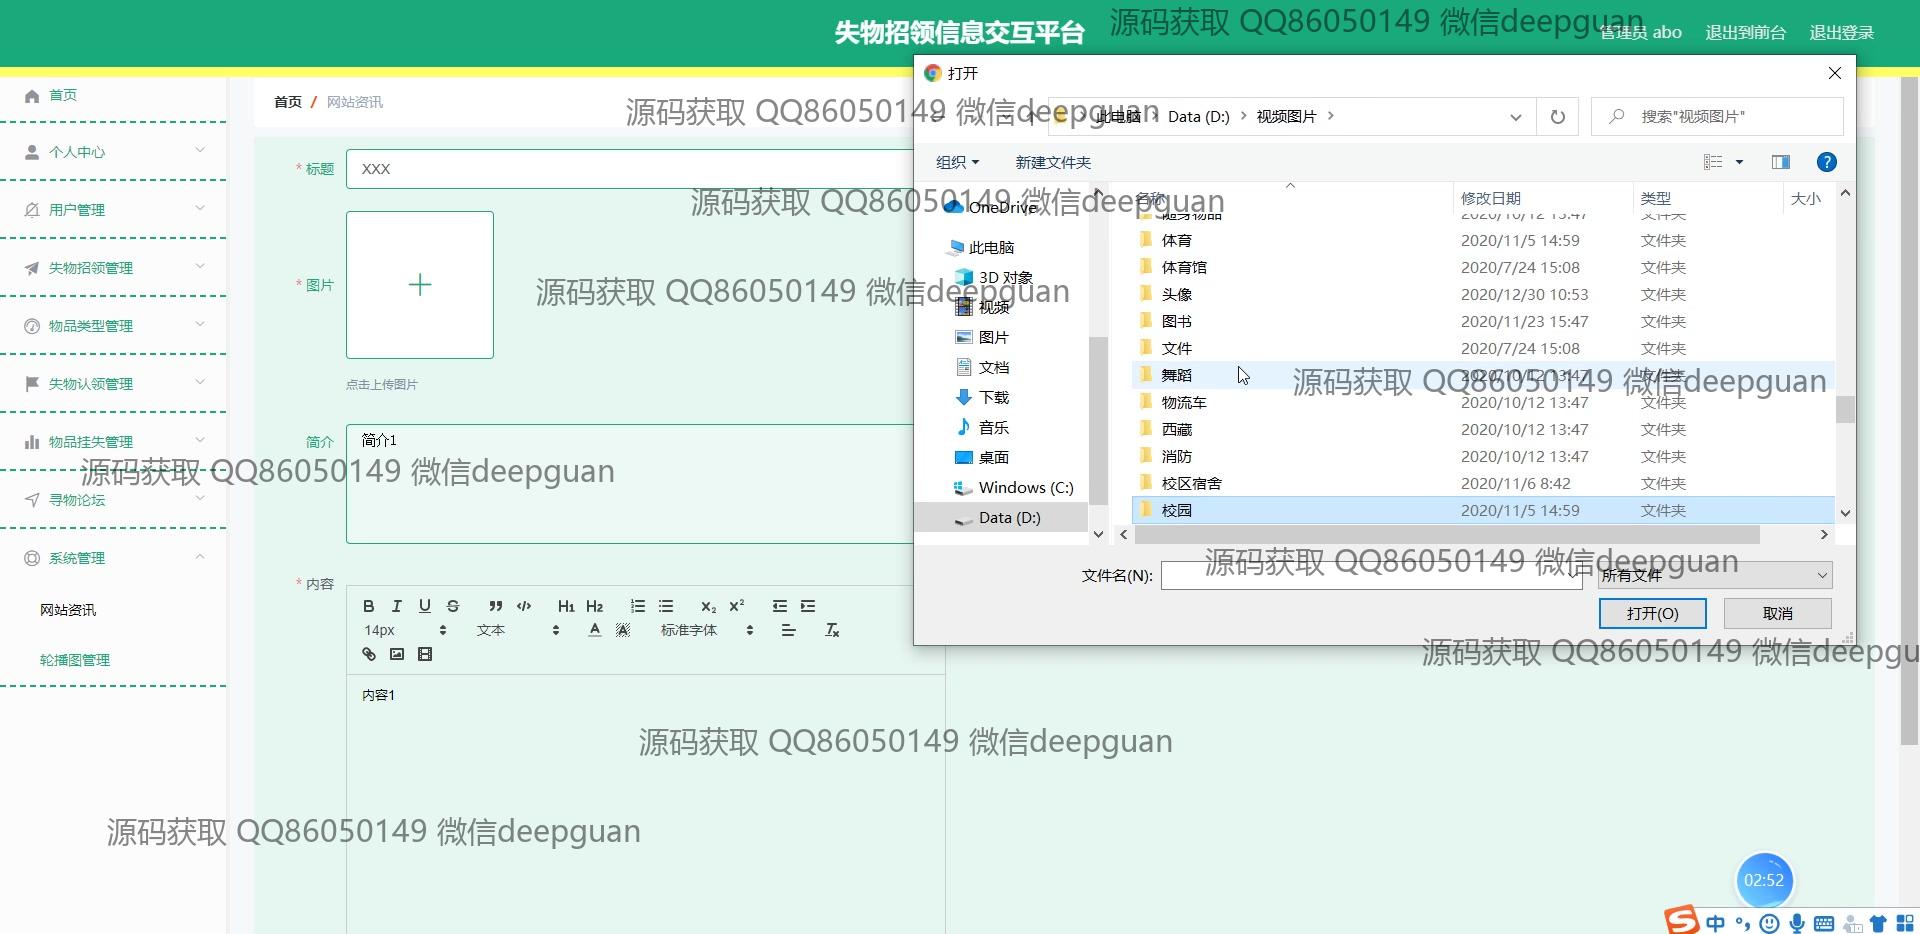 失物招领信息交互平台
管理员 abo
退出到前台
退出登录
源码获取 QQ86050149 微信deepguan
首页
个人中心
用户管理
失物招领管理
物品类型管理
失物认领管理
物品挂失管理
寻物论坛
系统管理
网站资讯
轮播图管理
首页 / 网站资讯
源码获取 QQ86050149 微信deepguan
* 标题
XXX
源码获取 QQ86050149 微信deepguan
* 图片
源码获取 QQ86050149 微信deepguan
点击上传图片
简介
简介1
源码获取 QQ86050149 微信deepguan
* 内容
B I U S H1 H2 X₂ X²
14px 文本 A A 标准字体 Tx
内容1
源码获取 QQ86050149 微信deepguan
源码获取 QQ86050149 微信deepguan
打开
此电脑 Data (D:) 视频图片
搜索"视频图片"
组织 新建文件夹
OneDrive
此电脑
3D 对象
视频
图片
文档
下载
音乐
桌面
Windows (C:)
Data (D:)
名称 修改日期 类型 大小
随身物品 2020/10/12 13:47 文件夹
体育 2020/11/5 14:59 文件夹
体育馆 2020/7/24 15:08 文件夹
头像 2020/12/30 10:53 文件夹
图书 2020/11/23 15:47 文件夹
文件 2020/7/24 15:08 文件夹
舞蹈 2020/10/12 13:47 文件夹
源码获取 QQ86050149 微信deepguan
物流车 2020/10/12 13:47 文件夹
西藏 2020/10/12 13:47 文件夹
消防 2020/10/12 13:47 文件夹
校区宿舍 2020/11/6 8:42 文件夹
校园 2020/11/5 14:59 文件夹
源码获取 QQ86050149 微信deepguan
文件名(N):
所有文件
打开(O)
取消
源码获取 QQ86050149 微信deepgu
02:52
中